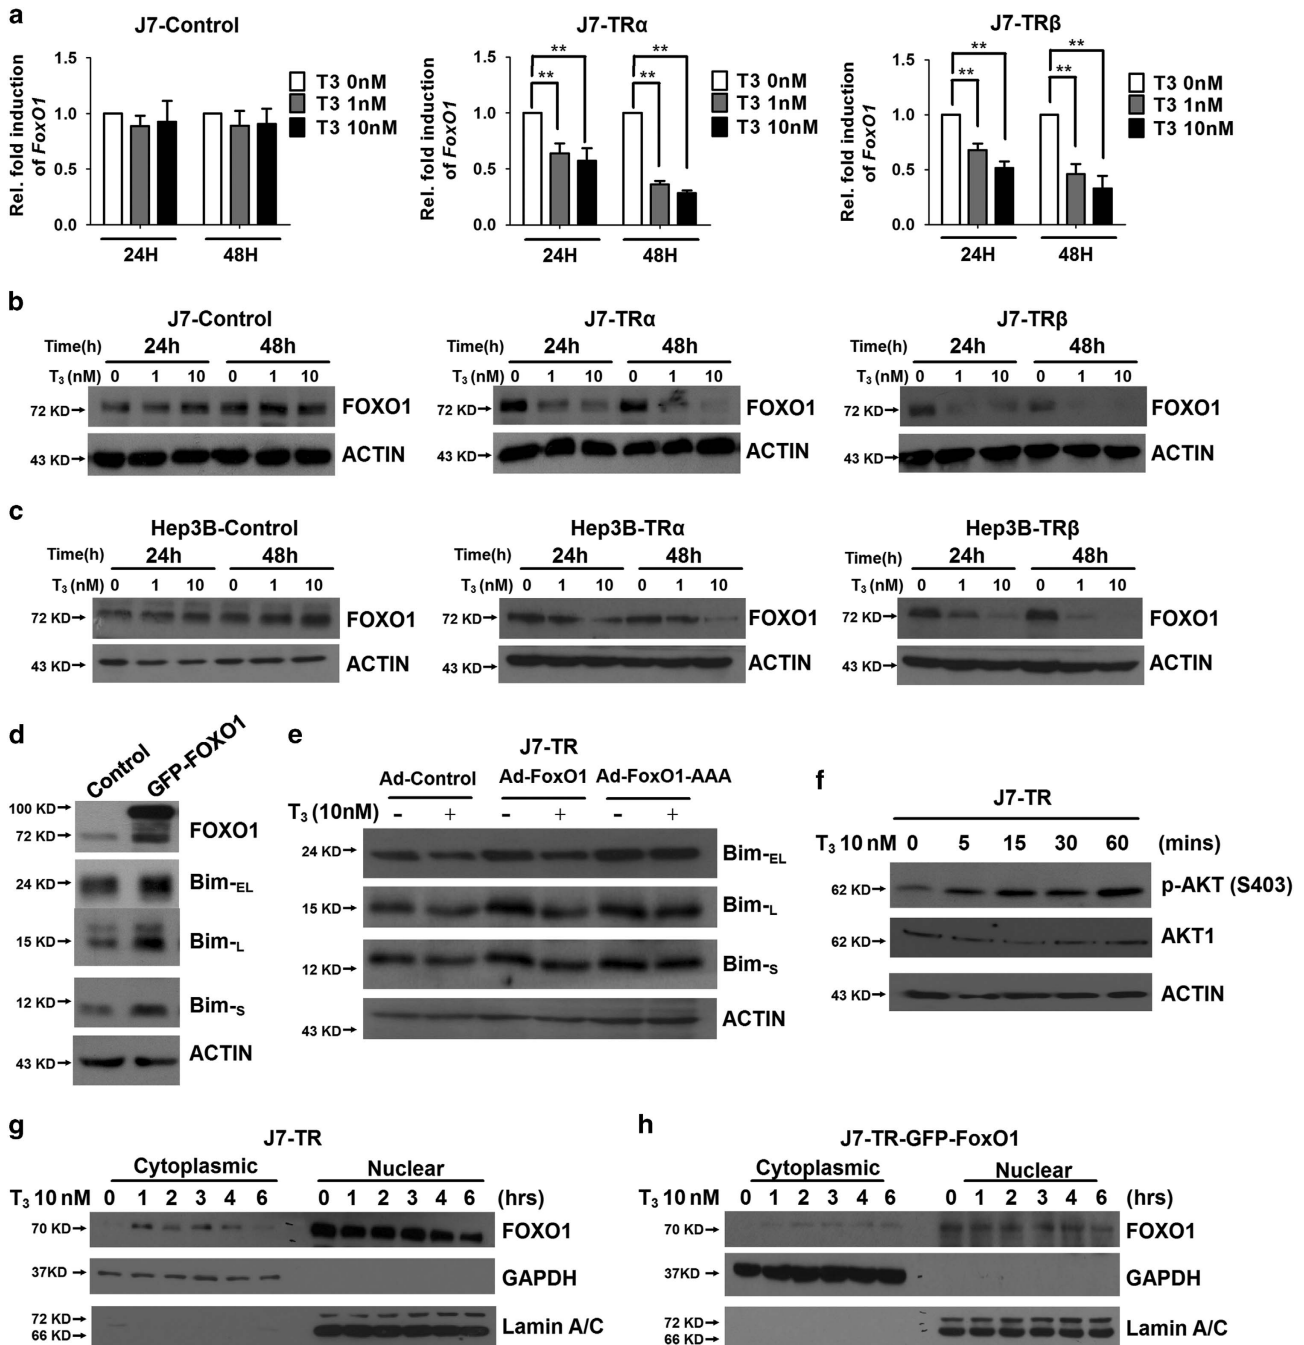 a
J7-Control
Rel. fold induction
of FoxO1
1.5
1.0
0.5
0.0
T3 0nM
T3 1nM
T3 10nM
24H 48H
J7-TRα
Rel. fold induction
of FoxO1
1.5
1.0
0.5
0.0
** ** ** **
T3 0nM
T3 1nM
T3 10nM
24H 48H
J7-TRβ
Rel. fold induction
of FoxO1
1.5
1.0
0.5
0.0
** ** ** **
T3 0nM
T3 1nM
T3 10nM
24H 48H
b
J7-Control
Time(h) 24h 48h
T3 (nM) 0 1 10 0 1 10
72 KD FOXO1
43 KD ACTIN
J7-TRα
Time(h) 24h 48h
T3 (nM) 0 1 10 0 1 10
72 KD FOXO1
43 KD ACTIN
J7-TRβ
Time(h) 24h 48h
T3 (nM) 0 1 10 0 1 10
72 KD FOXO1
43 KD ACTIN
c
Hep3B-Control
Time(h) 24h 48h
T3 (nM) 0 1 10 0 1 10
72 KD FOXO1
43 KD ACTIN
Hep3B-TRα
Time(h) 24h 48h
T3 (nM) 0 1 10 0 1 10
72 KD FOXO1
43 KD ACTIN
Hep3B-TRβ
Time(h) 24h 48h
T3 (nM) 0 1 10 0 1 10
72 KD FOXO1
43 KD ACTIN
d
Control GFP-FOXO1
100 KD
72 KD FOXO1
24 KD Bim-EL
15 KD Bim-L
12 KD Bim-S
43 KD ACTIN
e
J7-TR
Ad-Control Ad-FoxO1 Ad-FoxO1-AAA
T3 (10nM) - + - + - +
24 KD Bim-EL
15 KD Bim-L
12 KD Bim-S
43 KD ACTIN
f
J7-TR
T3 10 nM 0 5 15 30 60 (mins)
62 KD p-AKT (S403)
62 KD AKT1
43 KD ACTIN
g
J7-TR
Cytoplasmic Nuclear
T3 10 nM 0 1 2 3 4 6 0 1 2 3 4 6 (hrs)
70 KD FOXO1
37KD GAPDH
72 KD
66 KD Lamin A/C
h
J7-TR-GFP-FoxO1
Cytoplasmic Nuclear
T3 10 nM 0 1 2 3 4 6 0 1 2 3 4 6 (hrs)
70 KD FOXO1
37KD GAPDH
72 KD
66 KD Lamin A/C